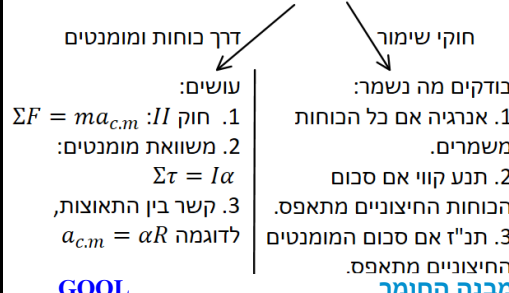 חוקי שימור
בודקים מה נשמר:
1. אנרגיה אם כל הכוחות
משמרים.
2. תנע קווי אם סכום
הכוחות החיצוניים מתאפס.
3. תנ"ז אם סכום המומנטים
החיצוניים מתאפס.
דרך כוחות ומומנטים
עושים:
1. חוק II: ΣF = ma_{c.m}
2. משוואת מומנטים:
Στ = Iα
3. קשר בין התאוצות,
לדוגמה a_{c.m} = αR
מבנה החומר
GOOL